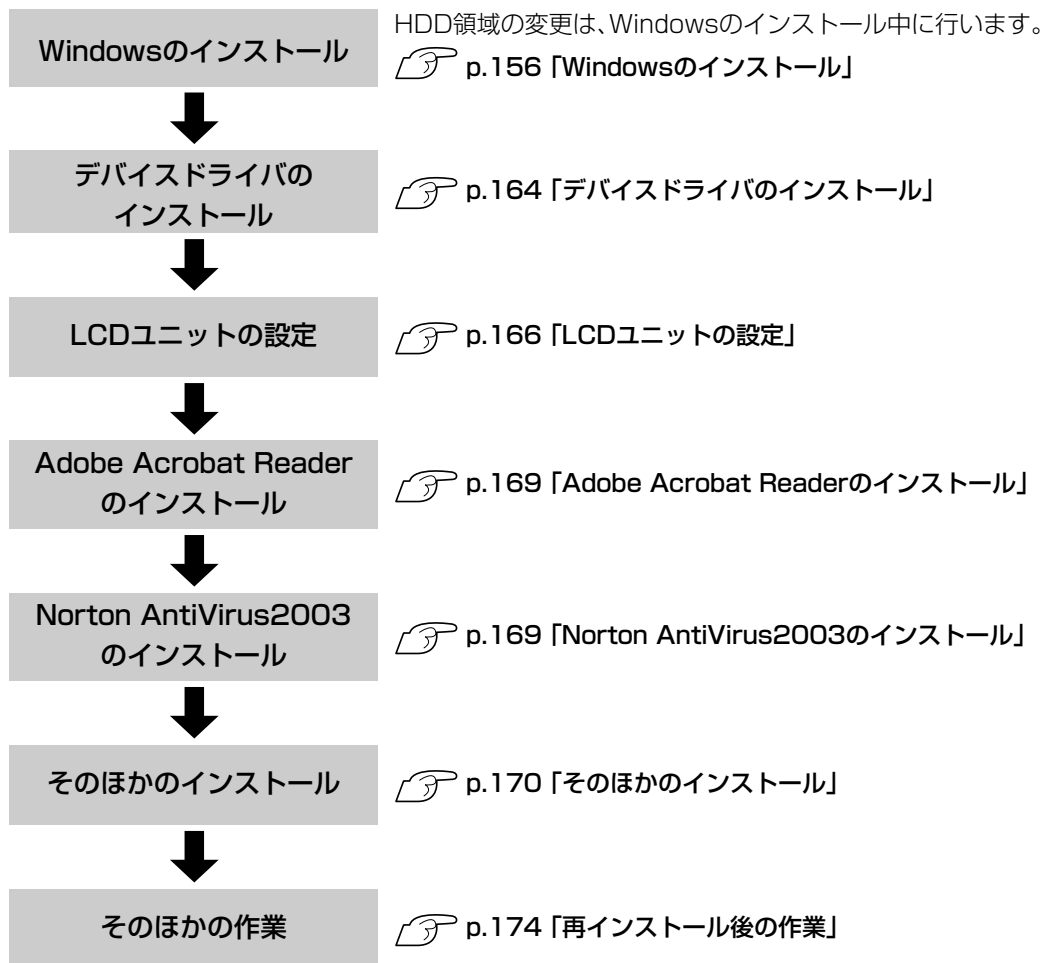 HDD領域の変更は、Windowsのインストール中に行います。
Windowsのインストール
p.156「Windowsのインストール」
デバイスドライバの
インストール
p.164「デバイスドライバのインストール」
LCDユニットの設定
p.166「LCDユニットの設定」
Adobe Acrobat Reader
のインストール
p.169「Adobe Acrobat Readerのインストール」
Norton AntiVirus2003
のインストール
p.169「Norton AntiVirus2003のインストール」
そのほかのインストール
p.170「そのほかのインストール」
そのほかの作業
p.174「再インストール後の作業」